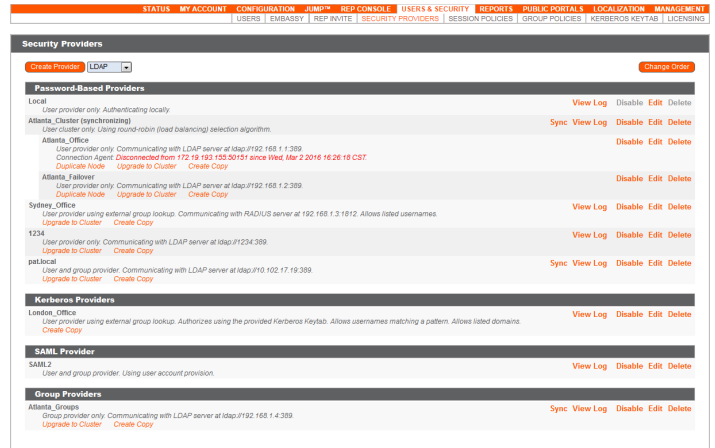 STATUS MY ACCOUNT CONFIGURATION JUMP™ REP CONSOLE USERS & SECURITY REPORTS PUBLIC PORTALS LOCALIZATION MANAGEMENT
USERS EMBASSY REP INVITE SECURITY PROVIDERS SESSION POLICIES GROUP POLICIES KERBEROS KEYTAB LICENSING
Security Providers
Create Provider LDAP Change Order
Password-Based Providers
Local
User provider only. Authenticating locally.
View Log Disable Edit Delete
Atlanta_Cluster (synchronizing)
User cluster only. Using round-robin (load balancing) selection algorithm.
Sync View Log Disable Edit Delete
Atlanta_Office
User provider only. Communicating with LDAP server at ldap://192.168.1.1:389.
Connection Agent: Disconnected from 172.19.193.155:50151 since Wed, Mar 2 2016 16:26:18 CST.
Duplicate Node Upgrade to Cluster Create Copy
Disable Edit Delete
Atlanta_Failover
User provider only. Communicating with LDAP server at ldap://192.168.1.2:389.
Duplicate Node Upgrade to Cluster Create Copy
Disable Edit Delete
Sydney_Office
User provider using external group lookup. Communicating with RADIUS server at 192.168.1.3:1812. Allows listed usernames.
Upgrade to Cluster Create Copy
View Log Disable Edit Delete
1234
User provider only. Communicating with LDAP server at ldap://1234:389.
Upgrade to Cluster Create Copy
View Log Disable Edit Delete
pat.local
User and group provider. Communicating with LDAP server at ldap://10.102.17.19:389.
Upgrade to Cluster Create Copy
Sync View Log Disable Edit Delete
Kerberos Providers
London_Office
User provider using external group lookup. Authorizes using the provided Kerberos Keytab. Allows usernames matching a pattern. Allows listed domains.
Create Copy
View Log Disable Edit Delete
SAML Provider
SAML2
User and group provider. Using user account provision.
View Log Disable Edit Delete
Group Providers
Atlanta_Groups
Group provider only. Communicating with LDAP server at ldap://192.168.1.4:389.
Upgrade to Cluster Create Copy
Sync View Log Disable Edit Delete